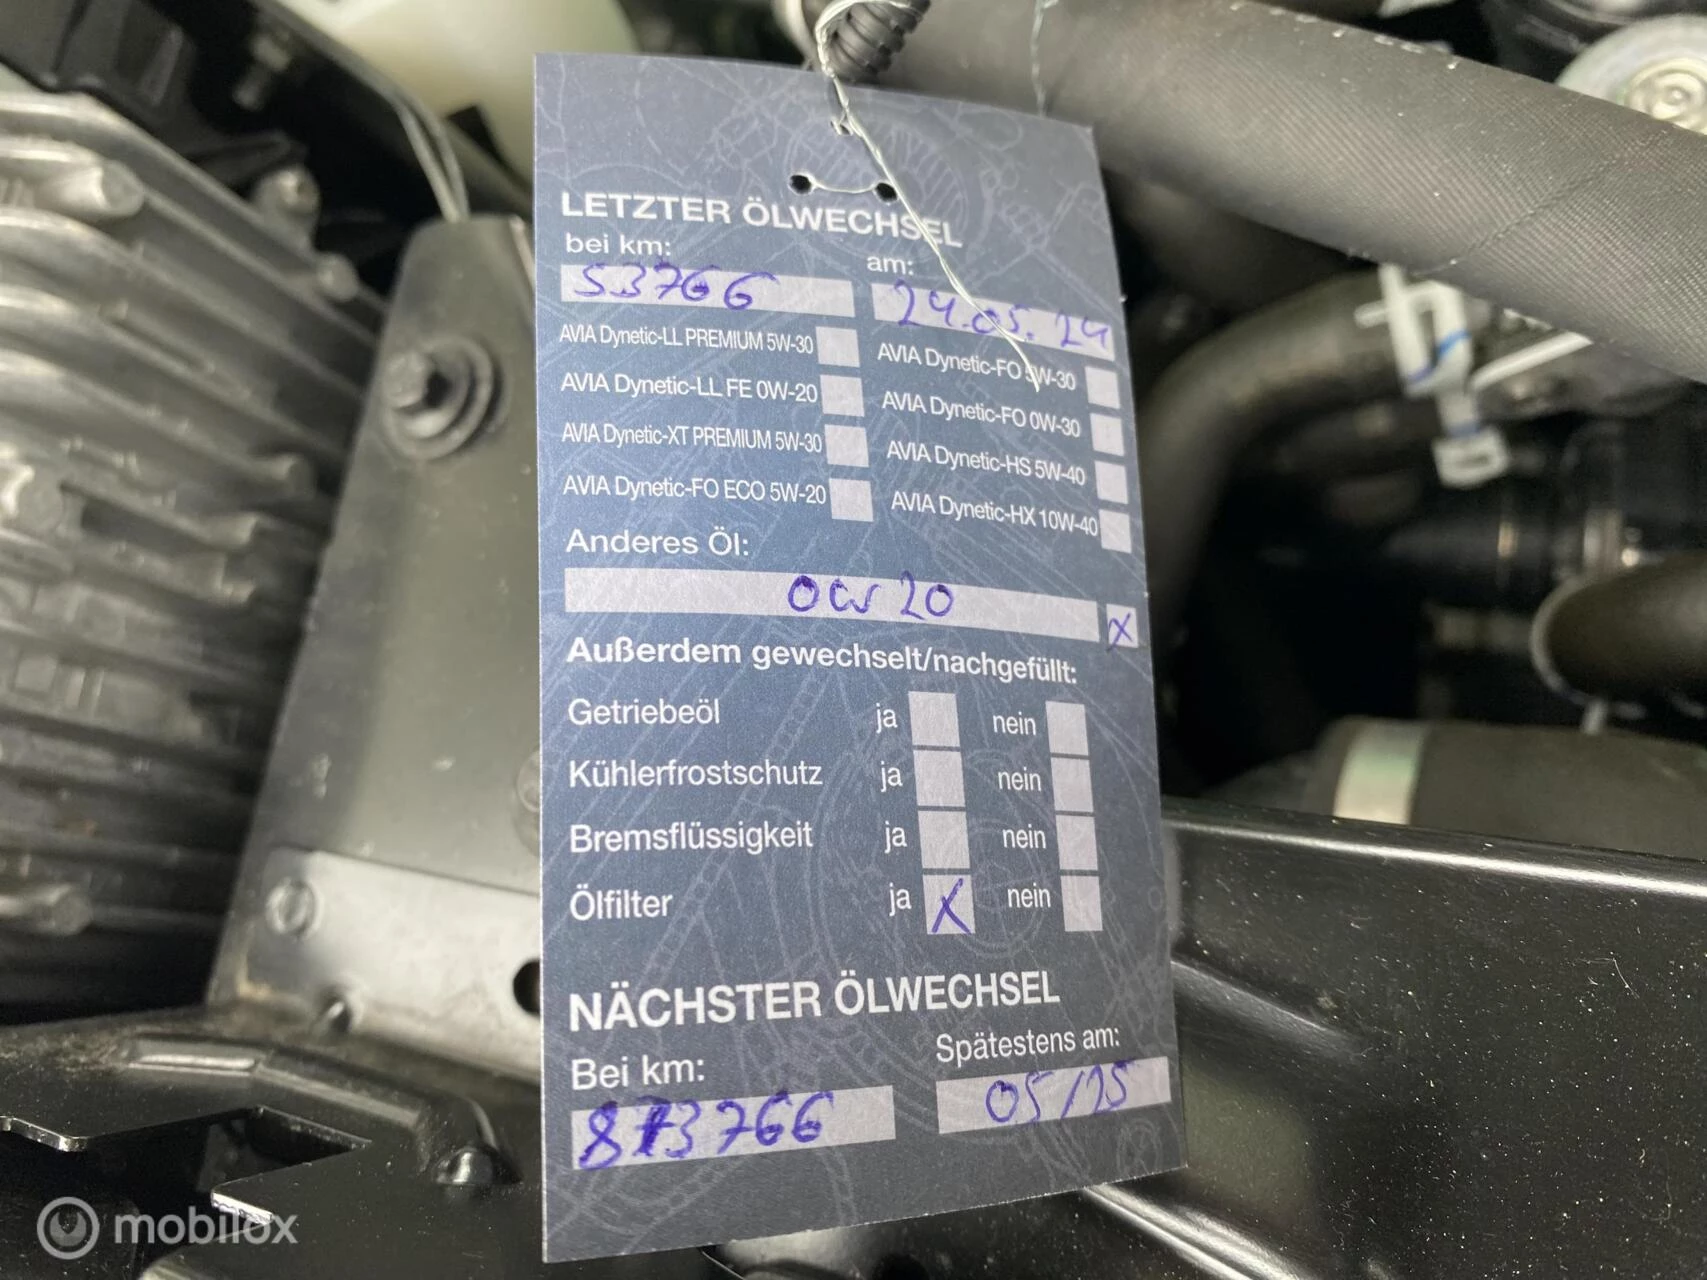 LETZTER ÖLWECHSEL
bei km: am:
53766 24.05.24
AVIA Dynetic-LL PREMIUM 5W-30 AVIA Dynetic-FO 5W-30
AVIA Dynetic-LL FE 0W-20 AVIA Dynetic-FO 0W-30
AVIA Dynetic-XT PREMIUM 5W-30 AVIA Dynetic-HS 5W-40
AVIA Dynetic-FO ECO 5W-20 AVIA Dynetic-HX 10W-40
Anderes Öl:
0W20 X
Außerdem gewechselt/nachgefüllt:
Getriebeöl ja nein
Kühlerfrostschutz ja nein
Bremsflüssigkeit ja nein
Ölfilter ja X nein
NÄCHSTER ÖLWECHSEL
Bei km: Spätestens am:
05/25
mobilox